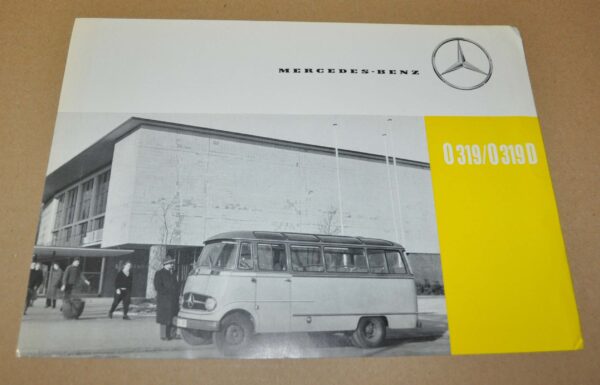 MERCEDES-BENZ
O 319/O 319 D